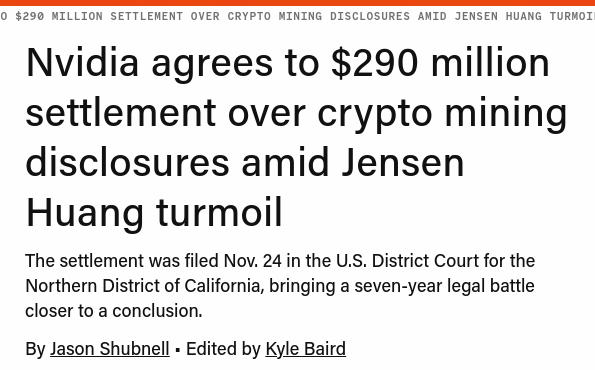 O $290 MILLION SETTLEMENT OVER CRYPTO MINING DISCLOSURES AMID JENSEN HUANG TURMOI
Nvidia agrees to $290 million
settlement over crypto mining
disclosures amid Jensen
Huang turmoil
The settlement was filed Nov. 24 in the U.S. District Court for the
Northern District of California, bringing a seven-year legal battle
closer to a conclusion.
By Jason Shubnell • Edited by Kyle Baird